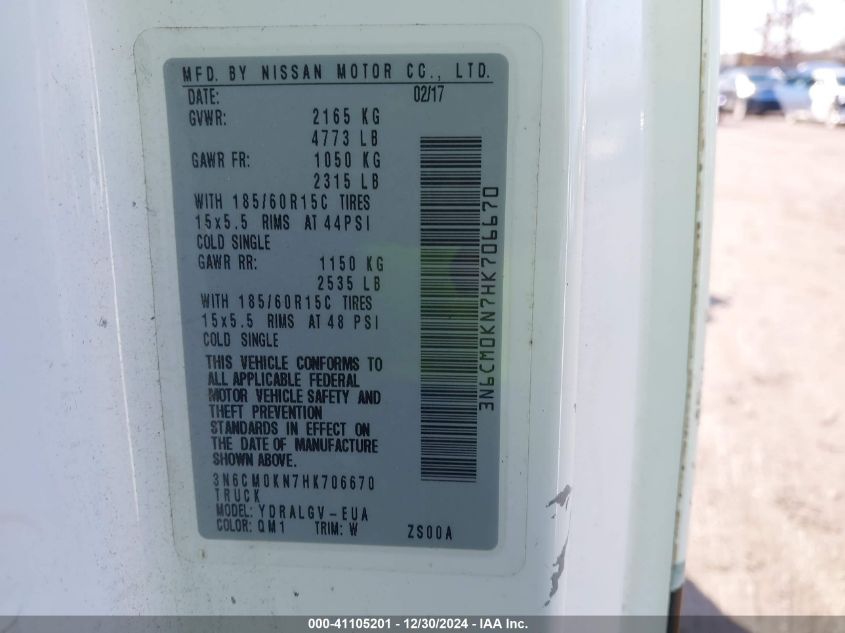 MFD. BY NISSAN MOTOR CO., LTD.
DATE: 02/17
GVWR: 2165 KG
4773 LB
GAWR FR: 1050 KG
2315 LB
WITH 185/60R15C TIRES
15x5.5 RIMS AT 44PSI
COLD SINGLE
GAWR RR: 1150 KG
2535 LB
WITH 185/60R15C TIRES
15x5.5 RIMS AT 48 PSI
COLD SINGLE
THIS VEHICLE CONFORMS TO
ALL APPLICABLE FEDERAL
MOTOR VEHICLE SAFETY AND
THEFT PREVENTION
STANDARDS IN EFFECT ON
THE DATE OF MANUFACTURE
SHOWN ABOVE.
3N6CM0KN7HK706670
TRUCK
MODEL: YDRALGV-EUA
COLOR: QM1 TRIM: W ZS00A
3N6CM0KN7HK706670
000-41105201 - 12/30/2024 - IAA Inc.